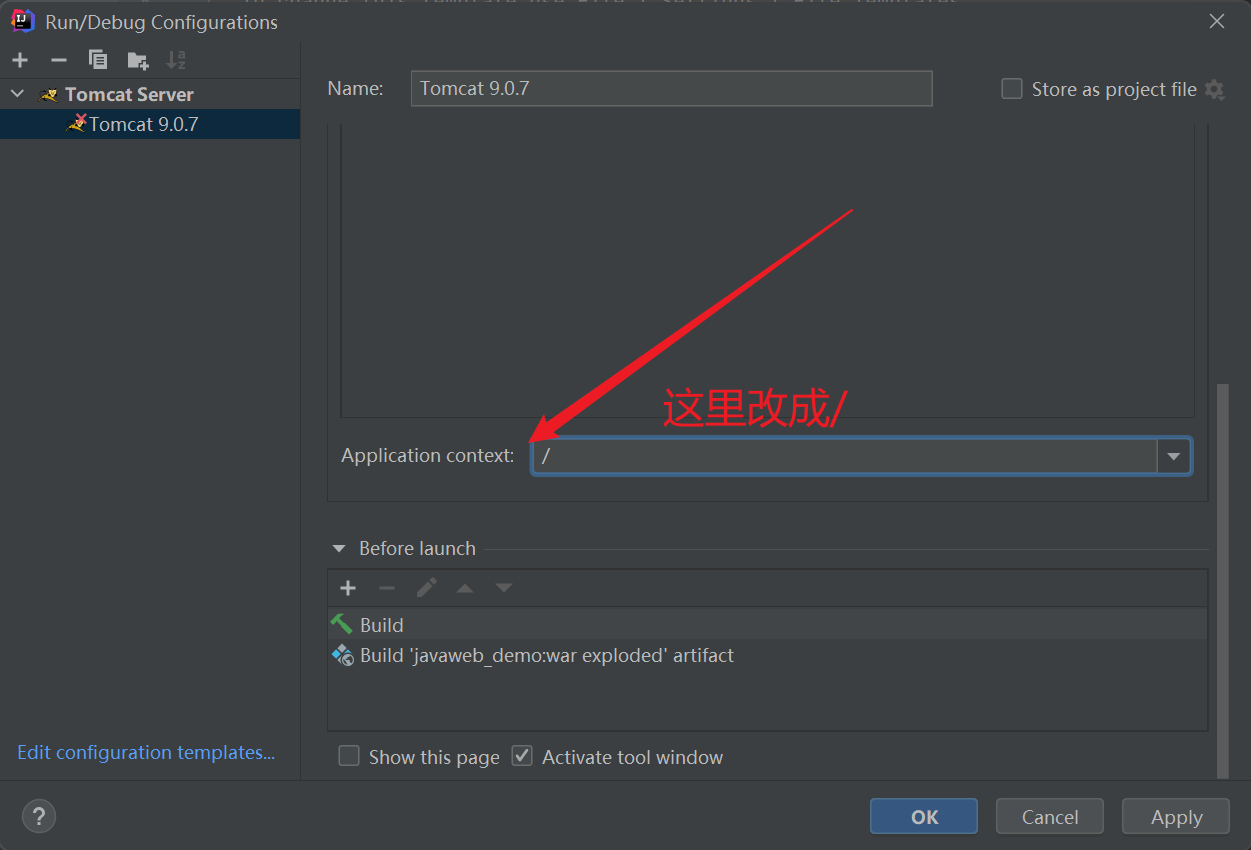 Run/Debug Configurations
Name:
Tomcat 9.0.7
Store as project file
Tomcat Server
Tomcat 9.0.7
这里改成/
Application context:
/
Before launch
Build
Build 'javaweb_demo:war exploded' artifact
Edit configuration templates...
Show this page
Activate tool window
?
OK
Cancel
Apply